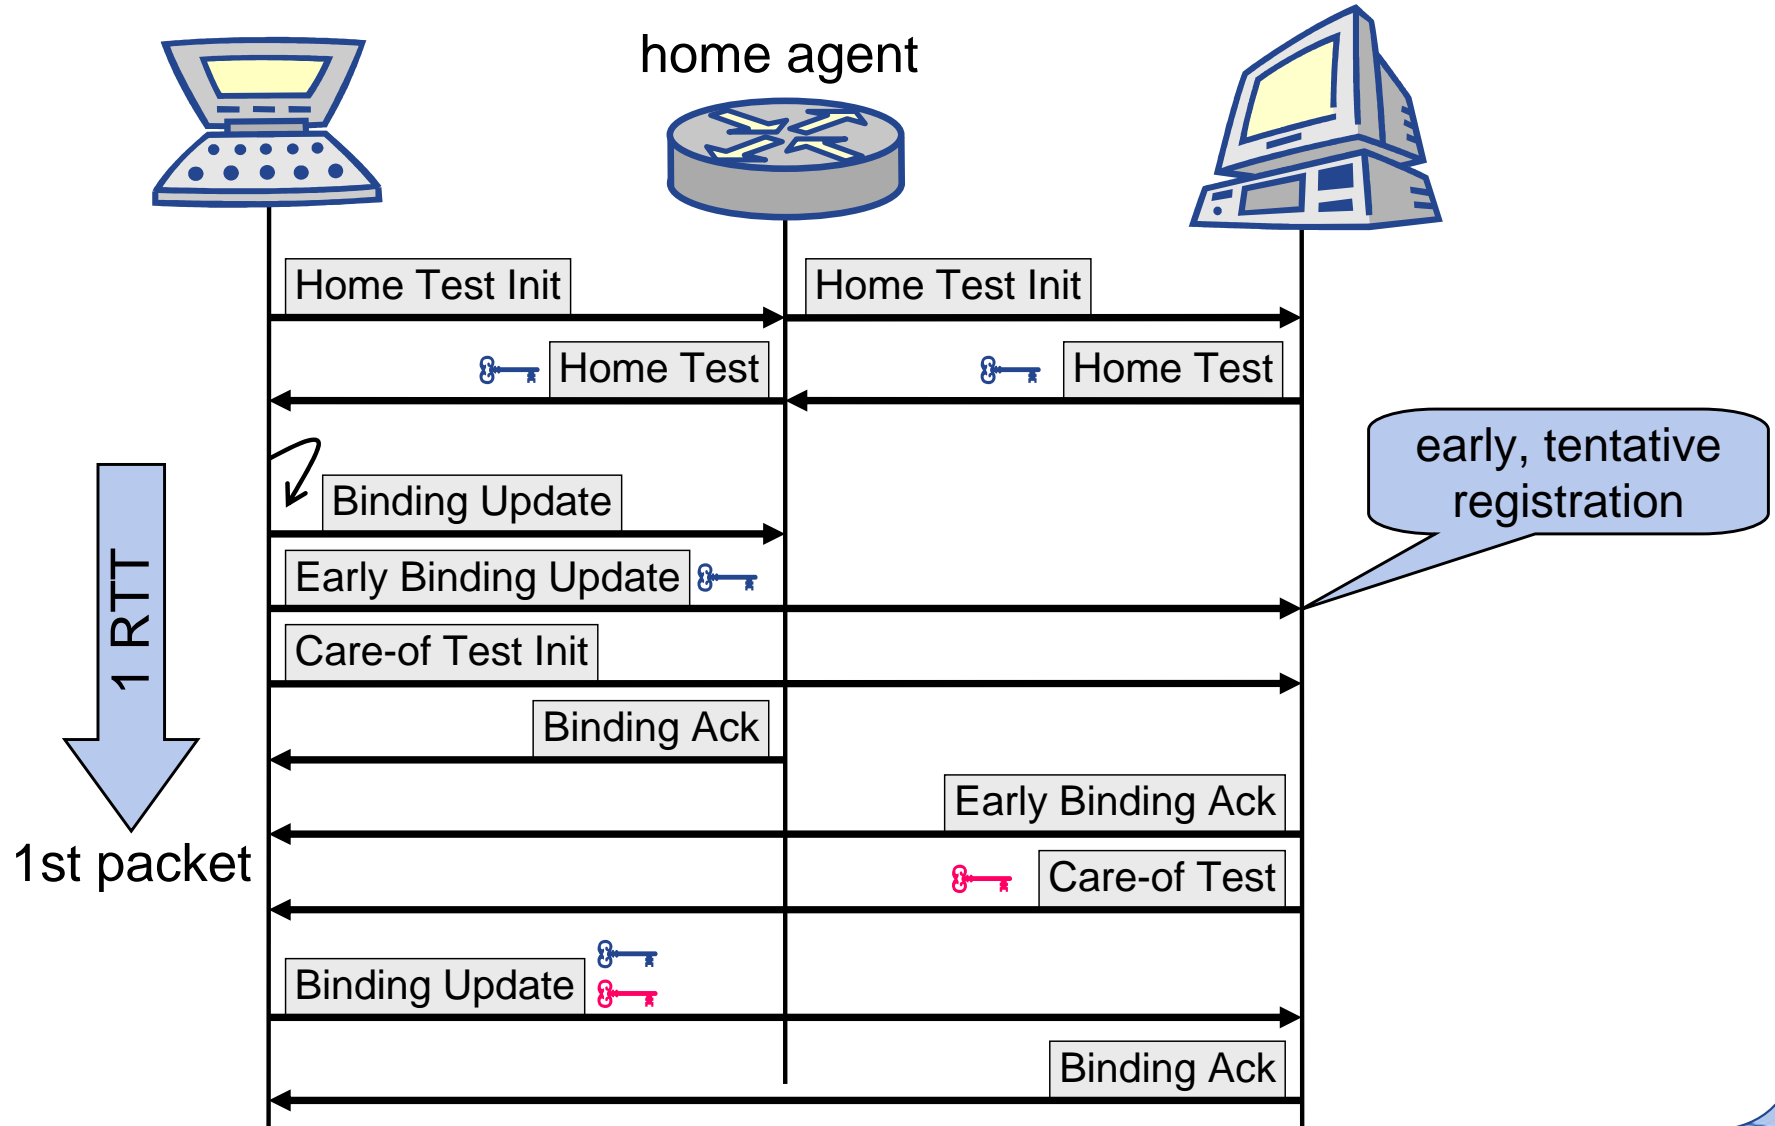 home agent
Home Test Init
Home Test Init
Home Test
Home Test
early, tentative
registration
Binding Update
Early Binding Update
1 RTT
Care-of Test Init
Binding Ack
Early Binding Ack
1st packet
Care-of Test
Binding Update
Binding Ack